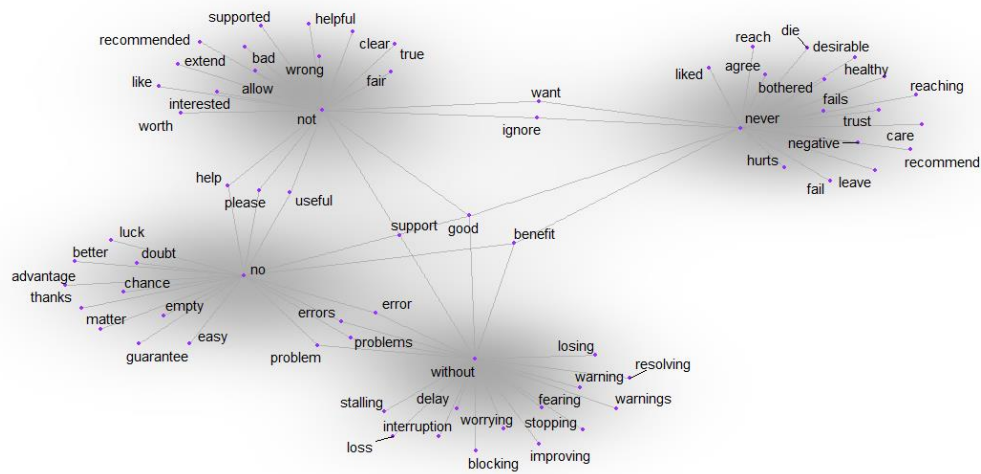 supported
helpful
recommended
clear
true
bad
extend
wrong
fair
like
allow
interested
worth
not
want
ignore
reach
die
desirable
liked
agree
healthy
bothered
reaching
fails
never
trust
care
negative
recommend
hurts
leave
fail
help
please
useful
support
good
benefit
luck
better
doubt
no
advantage
chance
thanks
empty
matter
errors
error
easy
guarantee
problem
problems
losing
resolving
without
warning
stalling
delay
fearing
warnings
worrying
interruption
stopping
loss
blocking
improving